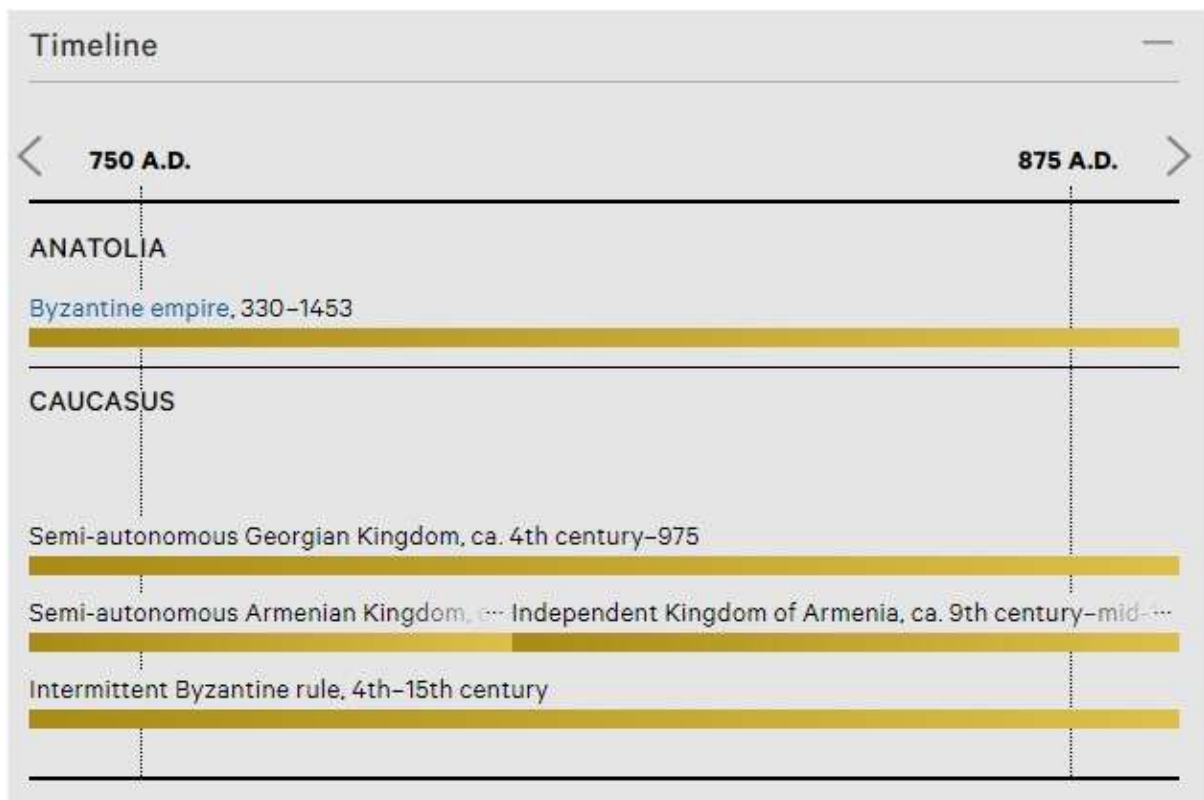 Timeline
750 A.D. 875 A.D.
ANATOLIA
Byzantine empire, 330–1453
CAUCASUS
Semi-autonomous Georgian Kingdom, ca. 4th century–975
Semi-autonomous Armenian Kingdom, ... Independent Kingdom of Armenia, ca. 9th century–mid-...
Intermittent Byzantine rule, 4th–15th century